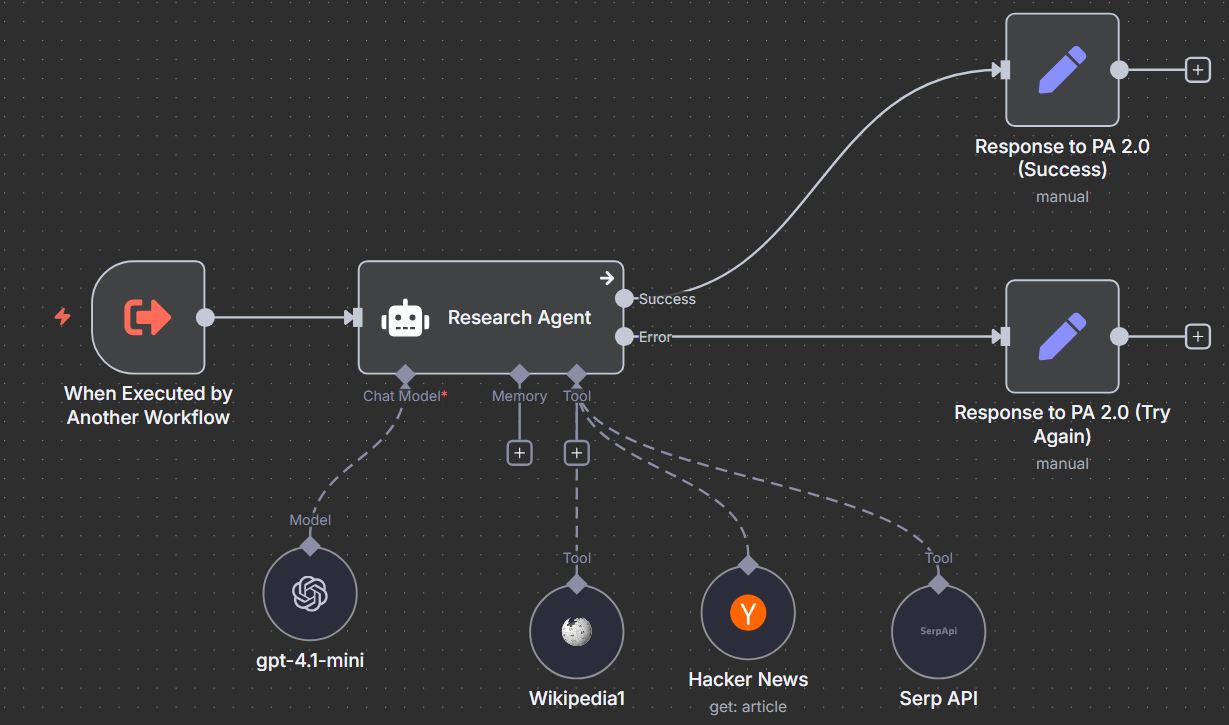 Response to PA 2.0
(Success)
manual
Research Agent
Success
Error
When Executed by
Another Workflow
Chat Model*
Memory
Tool
Response to PA 2.0 (Try
Again)
manual
Model
Tool
Tool
SerpApi
gpt-4.1-mini
Wikipedia1
Hacker News
get: article
Serp API